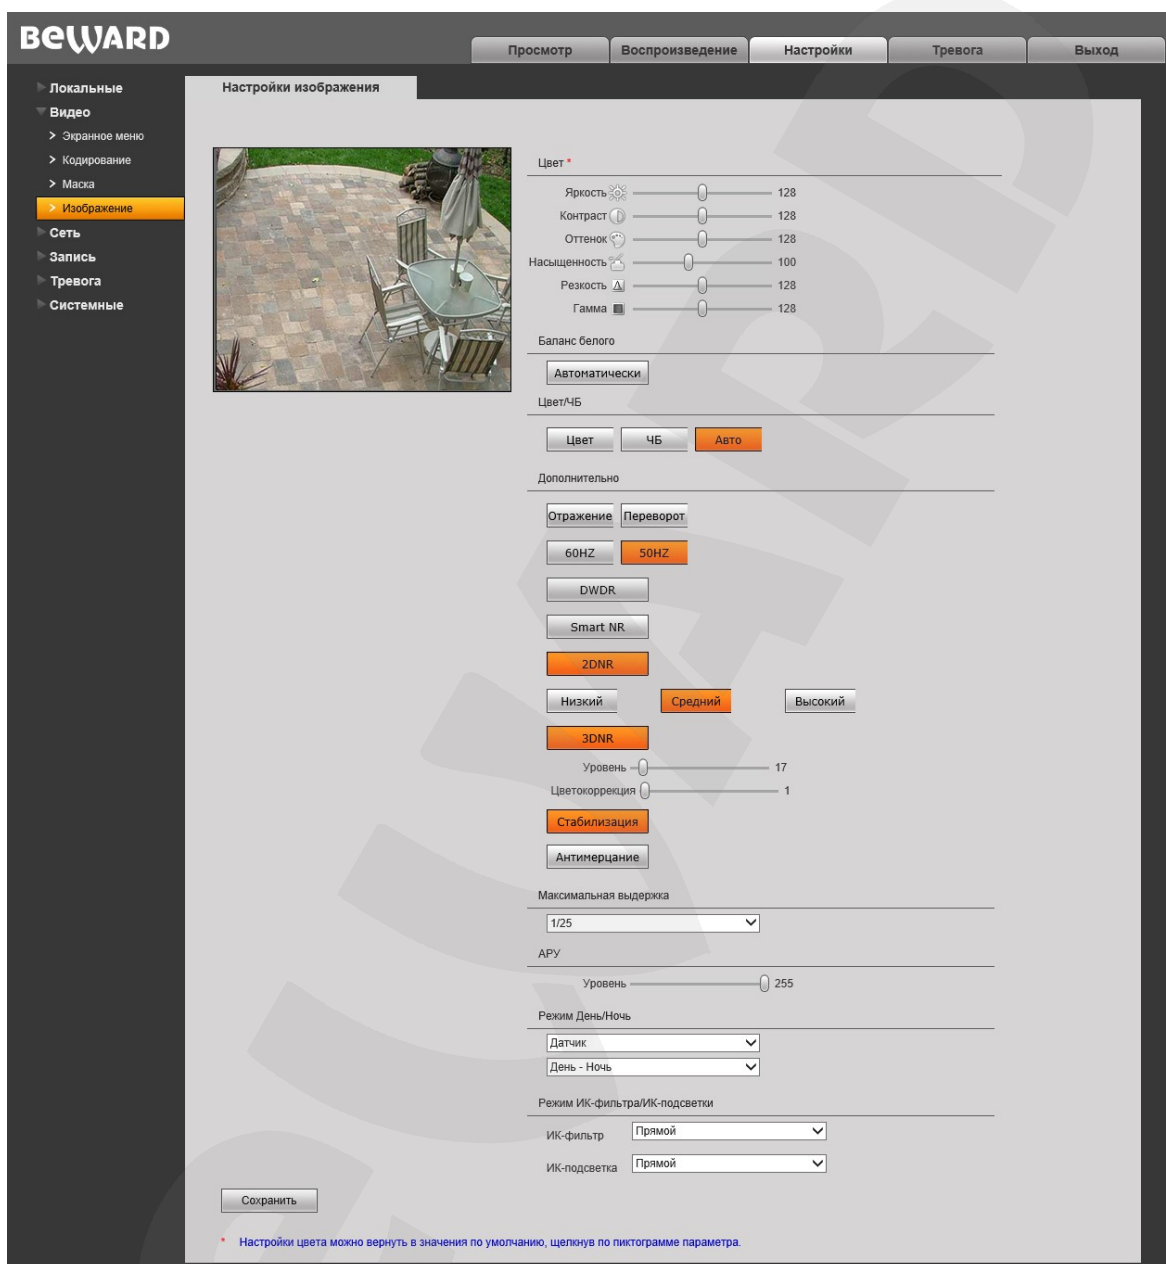 BEWARD
Просмотр Воспроизведение Настройки Тревога Выход
Локальные
Видео
> Экранное меню
> Кодирование
> Маска
> Изображение
Сеть
Запись
Тревога
Системные
Настройки изображения
Цвет *
Яркость 128
Контраст 128
Оттенок 128
Насыщенность 100
Резкость 128
Гамма 128
Баланс белого
Автоматически
Цвет/ЧБ
Цвет ЧБ Авто
Дополнительно
Отражение Переворот
60HZ 50HZ
DWDR
Smart NR
2DNR
Низкий Средний Высокий
3DNR
Уровень 17
Цветокоррекция 1
Стабилизация
Антимерцание
Максимальная выдержка
1/25
АРУ
Уровень 255
Режим День/Ночь
Датчик
День - Ночь
Режим ИК-фильтра/ИК-подсветки
ИК-фильтр Прямой
ИК-подсветка Прямой
Сохранить
* Настройки цвета можно вернуть в значения по умолчанию, щелкнув по пиктограмме параметра.